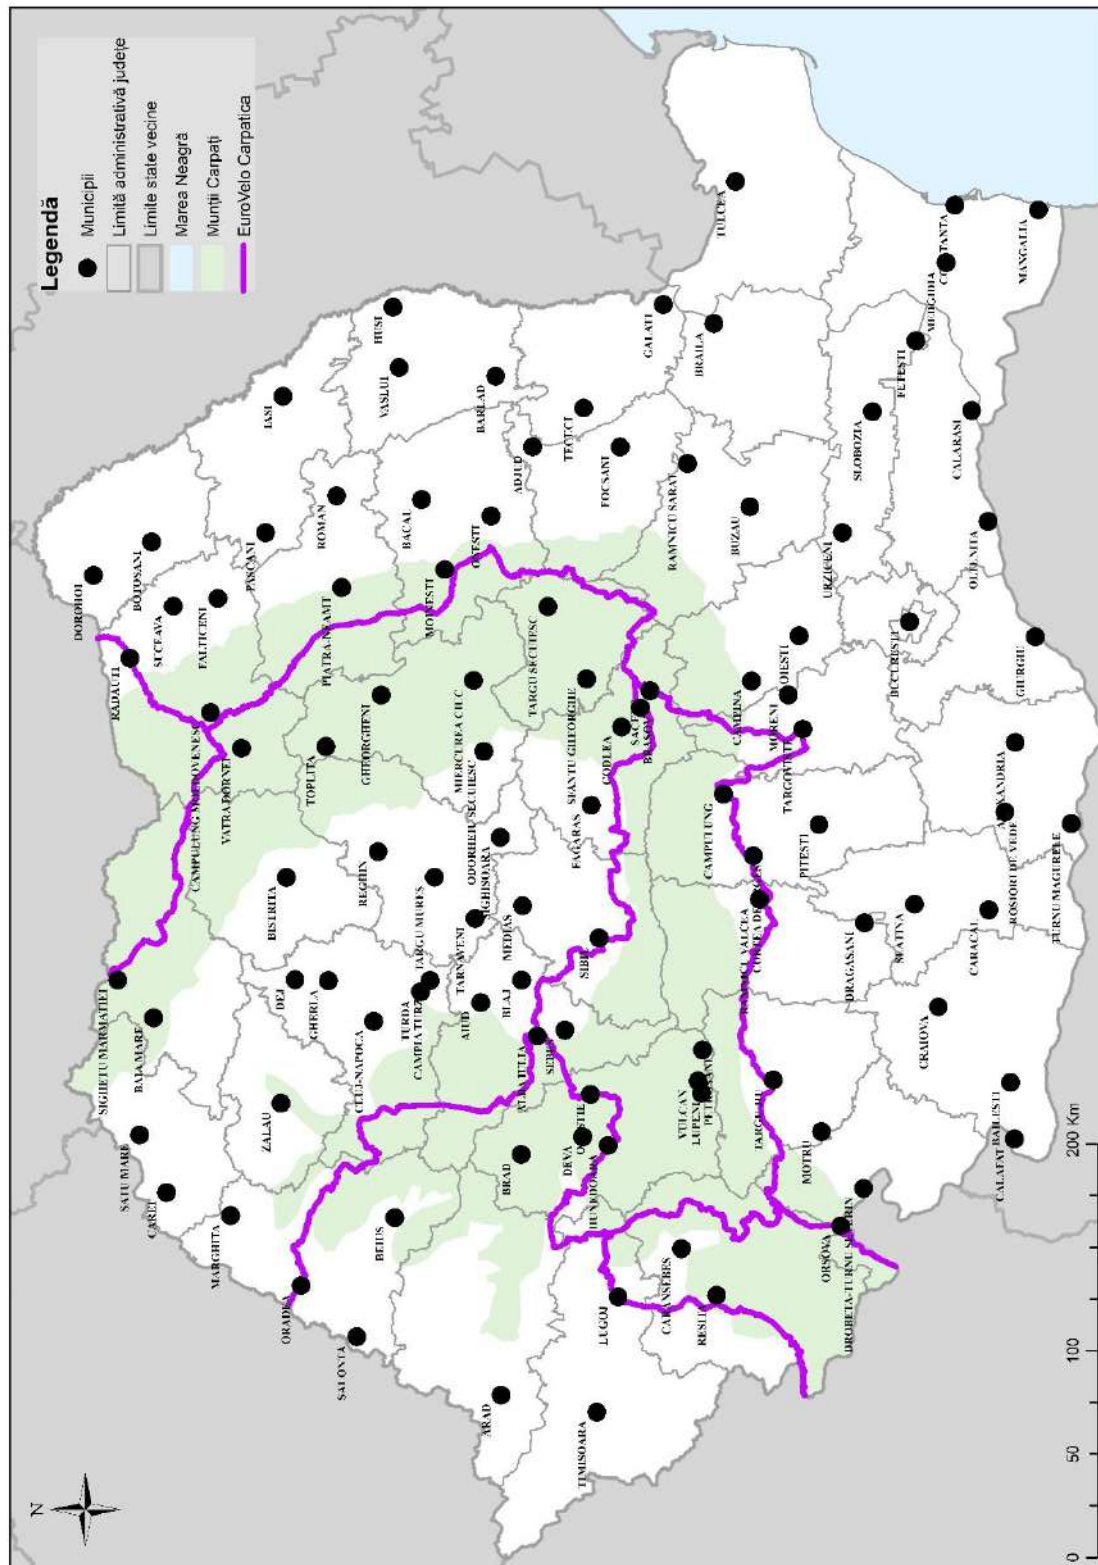 Legendă
Municipii
Limită administrativă județe
Limite state vecine
Marea Neagră
Munții Carpați
EuroVelo Carpatica
N
DOROHOI
BOTOSANI
RADAUTI
SUCEAVA
FALTICENI
PASCANI
IASI
ROMAN
HUSI
VASLUI
BARLAD
BACAU
PIATRA-NEAMT
MOINESTI
ONESTI
ADJUD
TECUCI
FOCSANI
GALATI
BRAILA
TULCEA
RAMNICU SARAT
BUZAU
CAMPULUNG MOLDOVENESC
VATRA DORNEI
TOPLITA
GHEORGHENI
MIERCUREA CIUC
TARGU SECUIESC
SFANTU GHEORGHE
ODORHEIU SECUIESC
SIGHISOARA
CODLEA
SACELE
BRASOV
FAGARAS
SIGHETU MARMATIEI
BAIA MARE
SATU MARE
CAREI
MARGHITA
ZALAU
BISTRITA
DEJ
GHERLA
REGHIN
TARGU MURES
TARNAVENI
MEDIAS
CLUJ-NAPOCA
TURDA
CAMPIA TURZII
AIUD
BLAJ
ALBA IULIA
SEBES
SIBIU
ORADEA
SALONTA
BEIUS
BRAD
DEVA
ORASTIE
HUNEDOARA
ARAD
TIMISOARA
LUGOJ
CARANSEBES
RESITA
VULCAN
LUPENI
PETROSANI
TARGU JIU
MOTRU
ORSOVA
DROBETA-TURNU SEVERIN
RAMNICU VALCEA
CURTEA DE ARGES
CAMPULUNG
PITESTI
TARGOVISTE
MORENI
CAMPINA
PLOIESTI
URZICENI
SLOBOZIA
FETESTI
MEDGIDIA
CONSTANTA
MANGALIA
CALARASI
OLTENITA
BUCURESTI
GIURGIU
ALEXANDRIA
ROSIORI DE VEDE
TURNU MAGURELE
DRAGASANI
SLATINA
CARACAL
CRAIOVA
BAILESTI
CALAFAT
0 50 100 200 Km